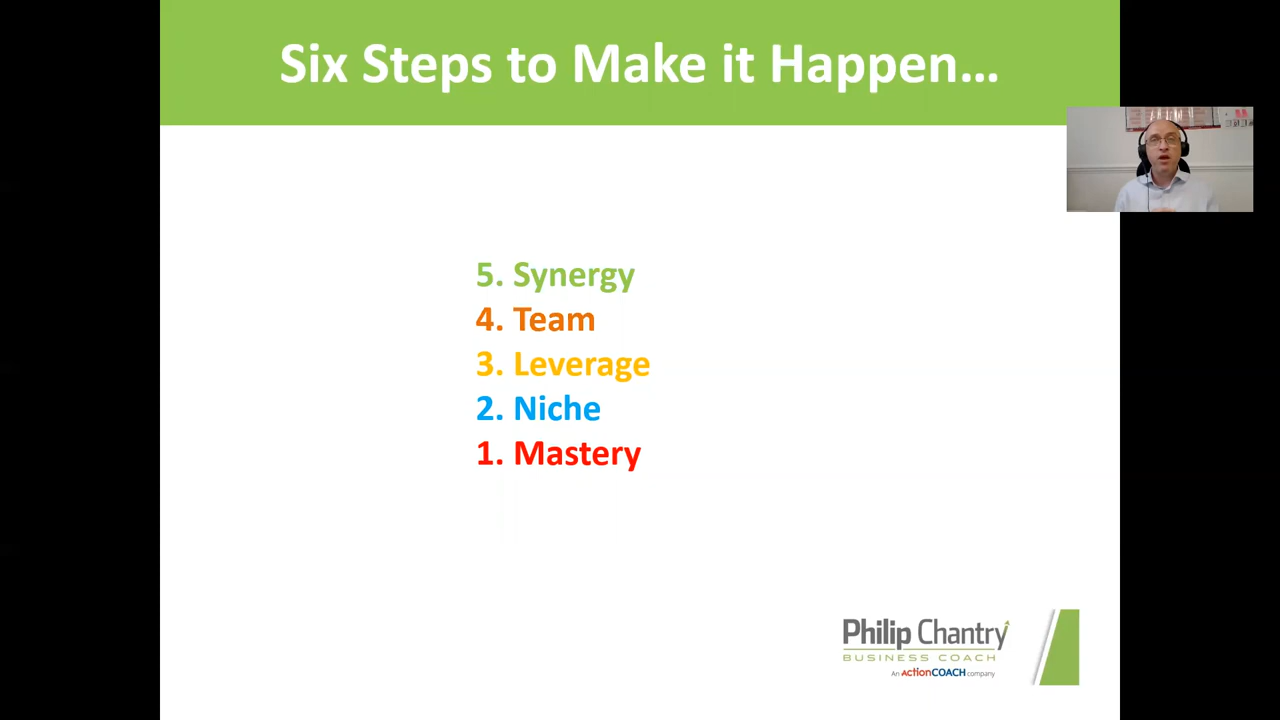 Six Steps to Make it Happen...
5. Synergy
4. Team
3. Leverage
2. Niche
1. Mastery
Philip Chantry
BUSINESS COACH
An ActionCOACH company